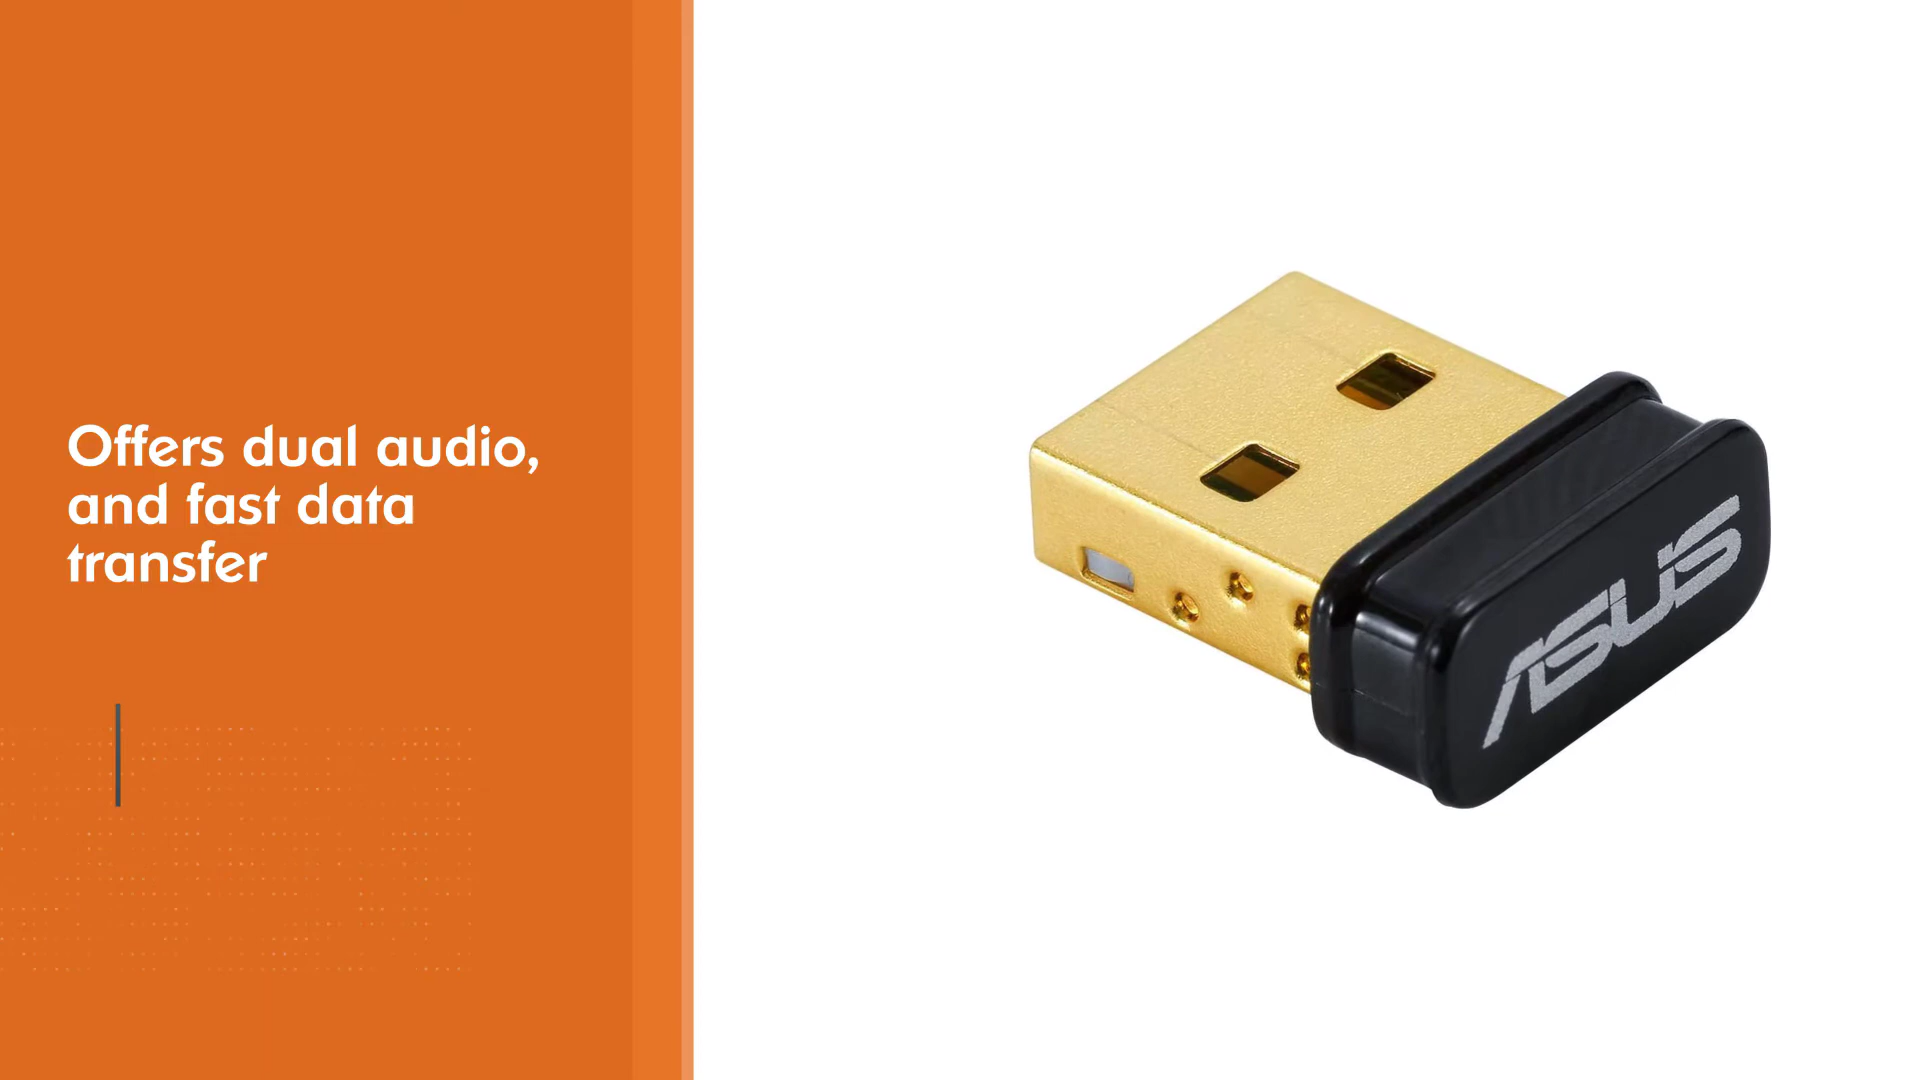 Offers dual audio,
and fast data
transfer
ASUS